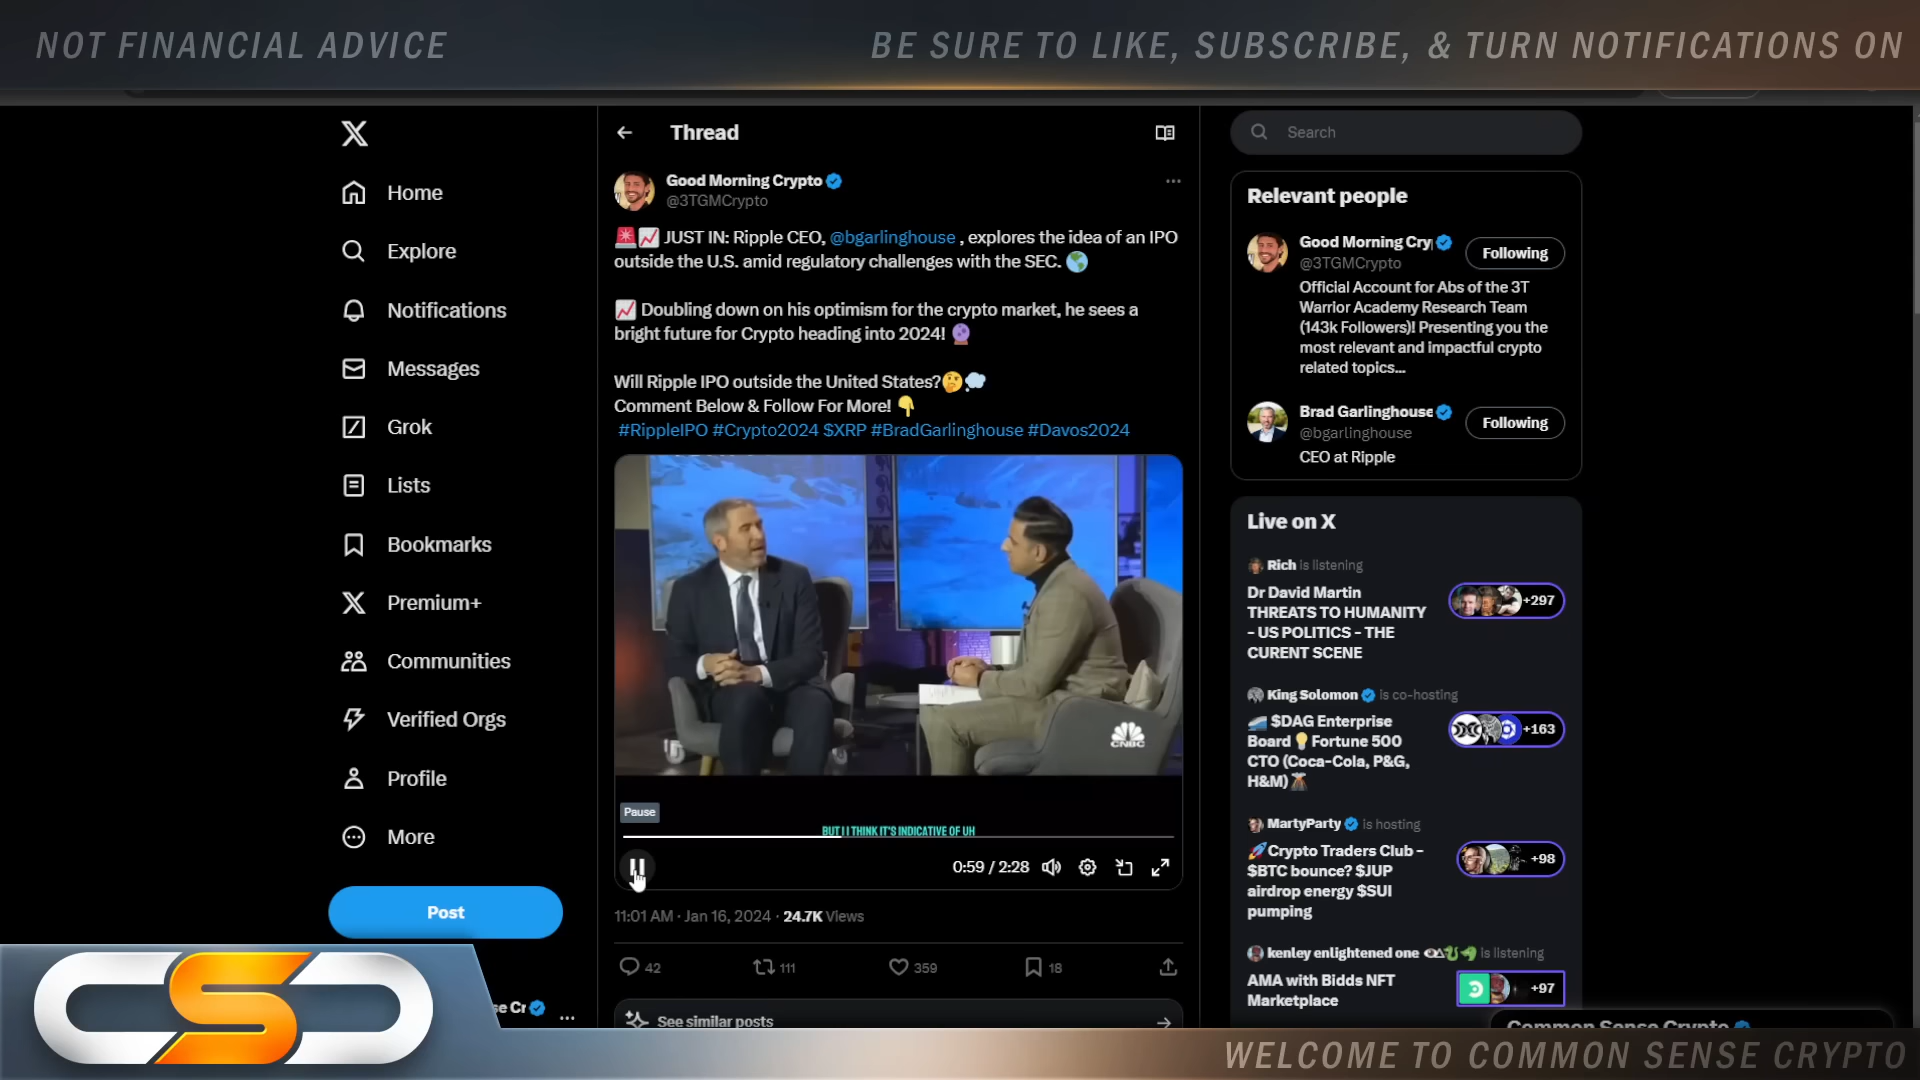 NOT FINANCIAL ADVICE
BE SURE TO LIKE, SUBSCRIBE, & TURN NOTIFICATIONS ON
X
Home
Explore
Notifications
Messages
Grok
Lists
Bookmarks
Communities
Premium+
Verified Orgs
Profile
More
Post
se Cr
Thread
Good Morning Crypto
@3TGMCrypto
🚨📈 JUST IN: Ripple CEO, @bgarlinghouse , explores the idea of an IPO
outside the U.S. amid regulatory challenges with the SEC. 🌎
📈 Doubling down on his optimism for the crypto market, he sees a
bright future for Crypto heading into 2024! 🔮
Will Ripple IPO outside the United States?🤔💭
Comment Below & Follow For More! 👇
#RippleIPO #Crypto2024 $XRP #BradGarlinghouse #Davos2024
CNBC
Pause
BUT I I THINK IT'S INDICATIVE OF UH
0:59 / 2:28
11:01 AM · Jan 16, 2024 · 24.7K Views
42
111
359
18
See similar posts
Search
Relevant people
Good Morning Cry
Following
@3TGMCrypto
Official Account for Abs of the 3T
Warrior Academy Research Team
(143k Followers)! Presenting you the
most relevant and impactful crypto
related topics...
Brad Garlinghouse
Following
@bgarlinghouse
CEO at Ripple
Live on X
Rich is listening
Dr David Martin
THREATS TO HUMANITY
- US POLITICS - THE
CURENT SCENE
+297
King Solomon is co-hosting
$DAG Enterprise
Board 💡Fortune 500
CTO (Coca-Cola, P&G,
H&M)🌋
+163
MartyParty is hosting
🚀Crypto Traders Club -
$BTC bounce? $JUP
airdrop energy $SUI
pumping
+98
kenley enlightened one is listening
AMA with Bidds NFT
Marketplace
+97
Common Sense Crypto
CSC
WELCOME TO COMMON SENSE CRYPTO